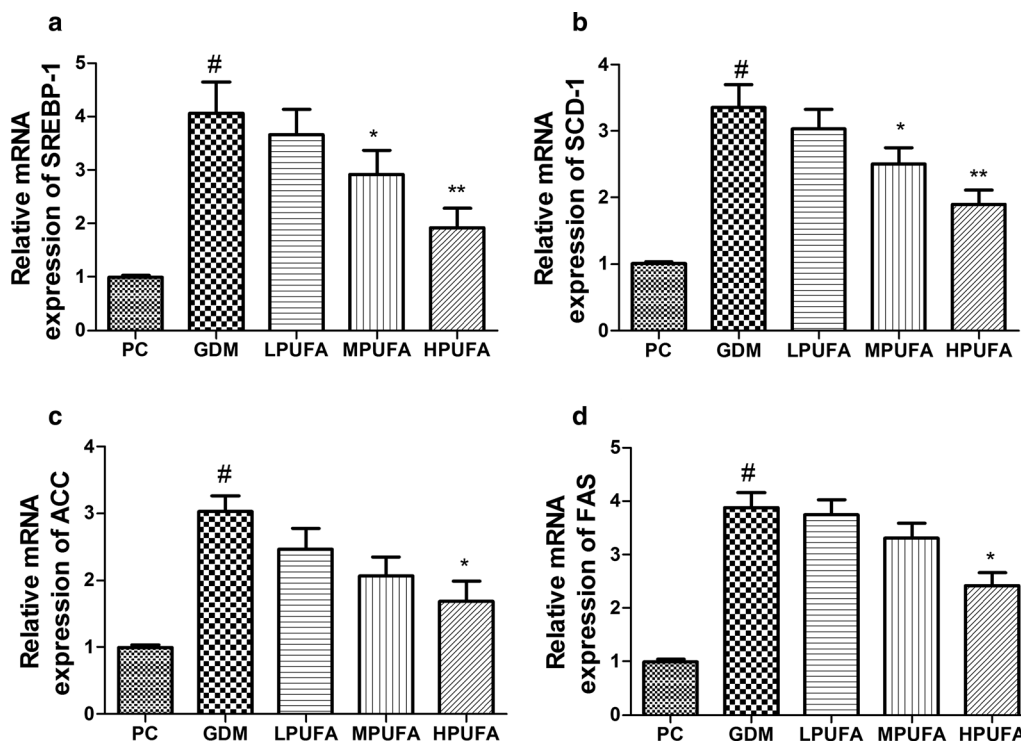 a
Relative mRNA
expression of SREBP-1
5
4
3
2
1
0
#
*
**
PC GDM LPUFA MPUFA HPUFA
b
Relative mRNA
expression of SCD-1
4
3
2
1
0
#
*
**
PC GDM LPUFA MPUFA HPUFA
c
Relative mRNA
expression of ACC
4
3
2
1
0
#
*
PC GDM LPUFA MPUFA HPUFA
d
Relative mRNA
expression of FAS
5
4
3
2
1
0
#
*
PC GDM LPUFA MPUFA HPUFA